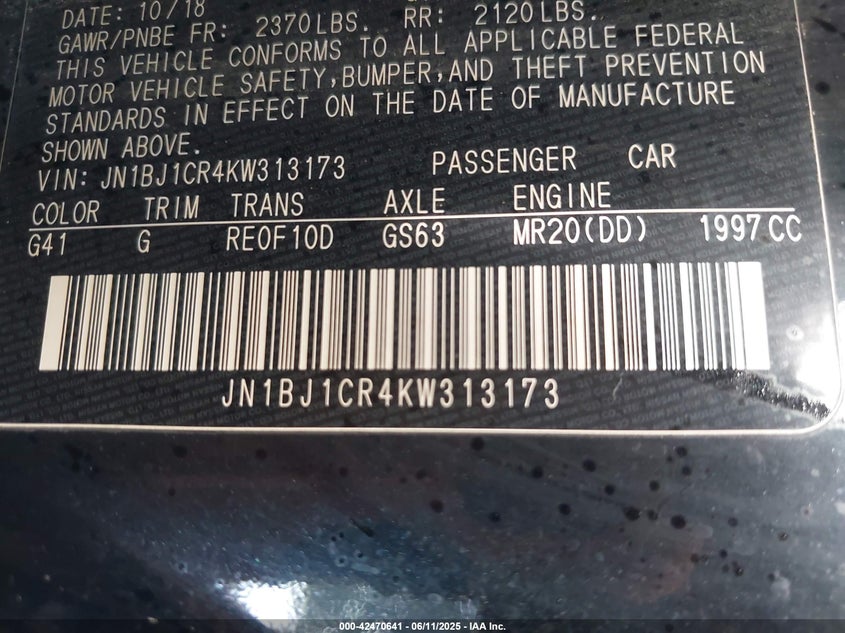 DATE: 10/18
GAWR/PNBE FR: 2370LBS. RR: 2120LBS.
THIS VEHICLE CONFORMS TO ALL APPLICABLE FEDERAL
MOTOR VEHICLE SAFETY,BUMPER,AND THEFT PREVENTION
STANDARDS IN EFFECT ON THE DATE OF MANUFACTURE
SHOWN ABOVE.
VIN: JN1BJ1CR4KW313173 PASSENGER CAR
COLOR TRIM TRANS AXLE ENGINE
G41 G RE0F10D GS63 MR20(DD) 1997CC
JN1BJ1CR4KW313173
000-42470641 - 06/11/2025 - IAA Inc.